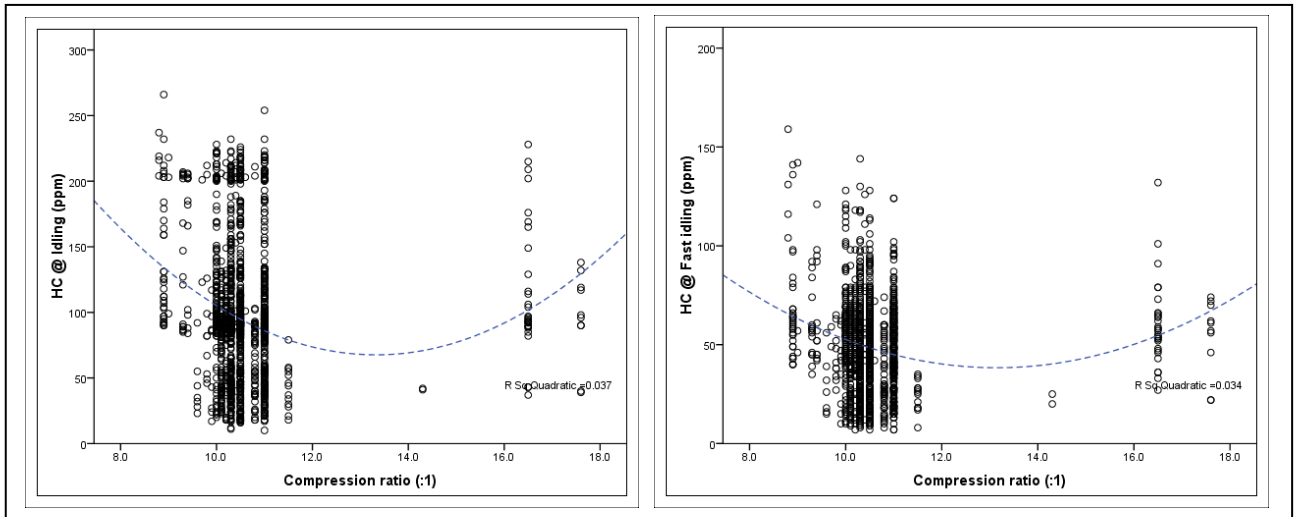 300
250
200
150
100
50
0
HC @ Idling (ppm)
R Sq Quadratic =0.037
8.0 10.0 12.0 14.0 16.0 18.0
Compression ratio (:1)
200
150
100
50
0
HC @ Fast idling (ppm)
R Sq Quadratic =0.034
8.0 10.0 12.0 14.0 16.0 18.0
Compression ratio (:1)